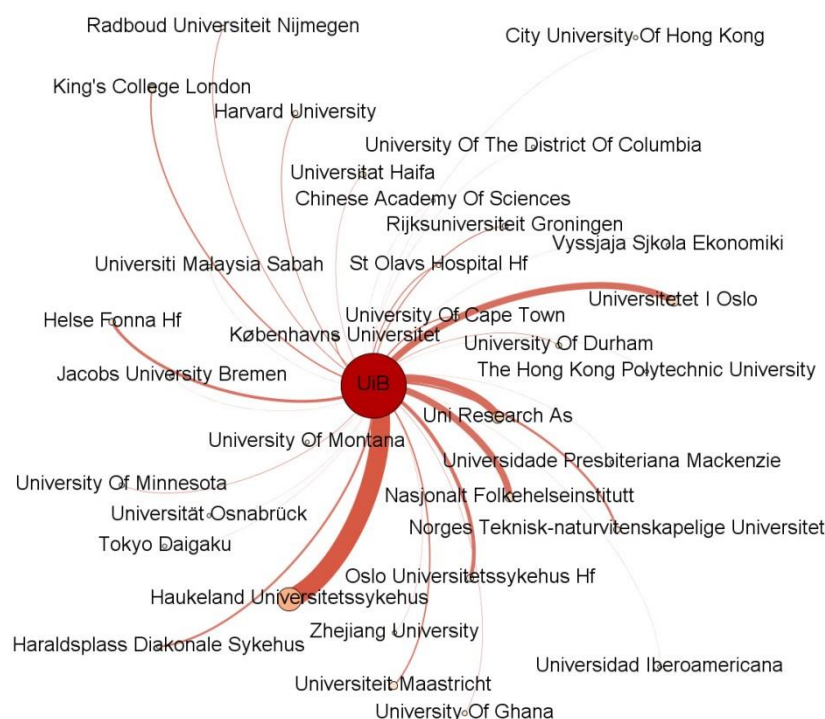 Radboud Universiteit Nijmegen
City University Of Hong Kong
King's College London
Harvard University
University Of The District Of Columbia
Universitat Haifa
Chinese Academy Of Sciences
Rijksuniversiteit Groningen
Vyssjaja Sjkola Ekonomiki
Universiti Malaysia Sabah
St Olavs Hospital Hf
Universitetet I Oslo
Helse Fonna Hf
University Of Cape Town
Københavns Universitet
University Of Durham
The Hong Kong Polytechnic University
Jacobs University Bremen
UiB
Uni Research As
University Of Montana
Universidade Presbiteriana Mackenzie
University Of Minnesota
Nasjonalt Folkehelseinstitutt
Universität Osnabrück
Norges Teknisk-naturvitenskapelige Universitet
Tokyo Daigaku
Oslo Universitetssykehus Hf
Haukeland Universitetssykehus
Zhejiang University
Haraldsplass Diakonale Sykehus
Universidad Iberoamericana
Universiteit Maastricht
University Of Ghana